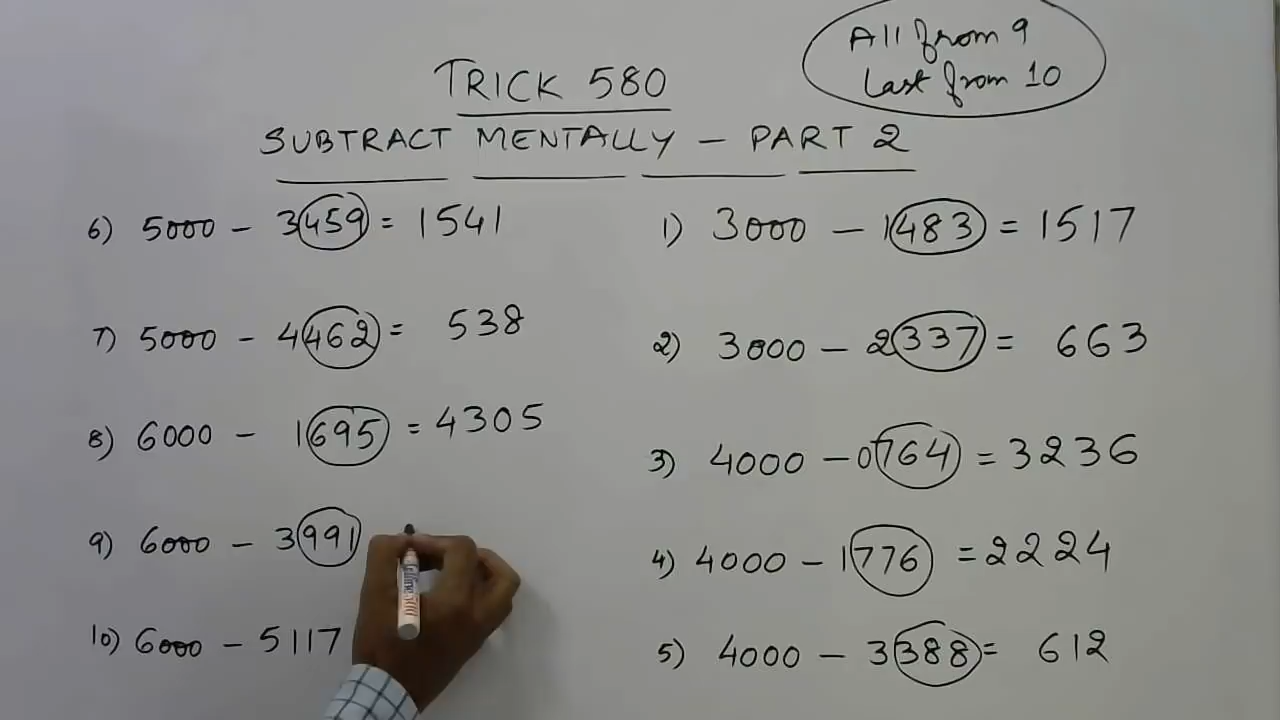 All from 9
Last from 10
TRICK 580
SUBTRACT MENTALLY - PART 2
6) 5000 - 3459 = 1541
7) 5000 - 4462 = 538
8) 6000 - 1695 = 4305
9) 6000 - 3991
10) 6000 - 5117
1) 3000 - 1483 = 1517
2) 3000 - 2337 = 663
3) 4000 - 0764 = 3236
4) 4000 - 1776 = 2224
5) 4000 - 3388 = 612